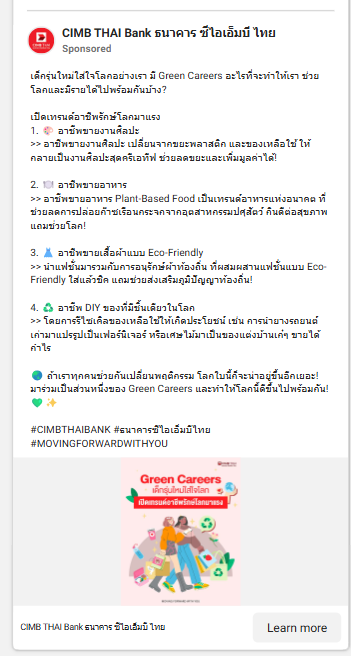 CIMB THAI Bank ธนาคาร ซีไอเอ็มบี ไทย
Sponsored
เด็กรุ่นใหม่ใส่ใจโลกอย่างเรา มี Green Careers อะไรที่จะทำให้เรา ช่วย
โลกและมีรายได้ไปพร้อมกันบ้าง?
เปิดเทรนด์อาชีพรักษ์โลกมาแรง
1. 🎨 อาชีพขายงานศิลปะ
>> อาชีพขายงานศิลปะ เปลี่ยนจากขยะพลาสติก และของเหลือใช้ ให้
กลายเป็นงานศิลปะสุดครีเอทีฟ ช่วยลดขยะและเพิ่มมูลค่าได้!
2. 🍽️ อาชีพขายอาหาร
>> อาชีพขายอาหาร Plant-Based Food เป็นเทรนด์อาหารแห่งอนาคต ที่
ช่วยลดการปล่อยก๊าซเรือนกระจกจากอุตสาหกรรมปศุสัตว์ กินดีต่อสุขภาพ
แถมช่วยโลก!
3. 👗 อาชีพขายเสื้อผ้าแบบ Eco-Friendly
>> นำแฟชั่นมารวมกับการอนุรักษ์ผ้าท้องถิ่น ที่ผสมผสานแฟชั่นแบบ Eco-
Friendly ใส่แล้วชิค แถมช่วยส่งเสริมภูมิปัญญาท้องถิ่น!
4. ♻️ อาชีพ DIY ของที่มีชิ้นเดียวในโลก
>> โดยการรีไซเคิลของเหลือใช้ให้เกิดประโยชน์ เช่น การนำยางรถยนต์
เก่ามาแปรรูปเป็นเฟอร์นิเจอร์ หรือเศษไม้มาเป็นของแต่งบ้านเก๋ๆ ขายได้
กำไร
🌏 ถ้าเราทุกคนช่วยกันเปลี่ยนพฤติกรรม โลกใบนี้ก็จะน่าอยู่ขึ้นอีกเยอะ!
มาร่วมเป็นส่วนหนึ่งของ Green Careers และทำให้โลกนี้ดีขึ้นไปพร้อมกัน!
💚 ✨
#CIMBTHAIBANK #ธนาคารซีไอเอ็มบีไทย
#MOVINGFORWARDWITHYOU
Green Careers
เด็กรุ่นใหม่ใส่ใจโลก
เปิดเทรนด์อาชีพรักษ์โลกมาแรง
CIMB THAI Bank ธนาคาร ซีไอเอ็มบี ไทย
Learn more